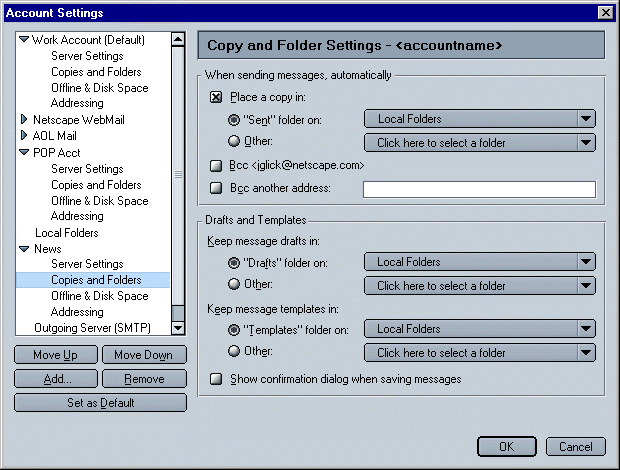 Account Settings
Work Account (Default)
Server Settings
Copies and Folders
Offline & Disk Space
Addressing
Netscape WebMail
AOL Mail
POP Acct
Server Settings
Copies and Folders
Offline & Disk Space
Addressing
Local Folders
News
Server Settings
Copies and Folders
Offline & Disk Space
Addressing
Outgoing Server (SMTP)
Move Up Move Down
Add... Remove
Set as Default
Copy and Folder Settings - <accountname>
When sending messages, automatically
Place a copy in:
"Sent" folder on: Local Folders
Other: Click here to select a folder
Bcc <jglick@netscape.com>
Bcc another address:
Drafts and Templates
Keep message drafts in:
"Drafts" folder on: Local Folders
Other: Click here to select a folder
Keep message templates in:
"Templates" folder on: Local Folders
Other: Click here to select a folder
Show confirmation dialog when saving messages
OK Cancel